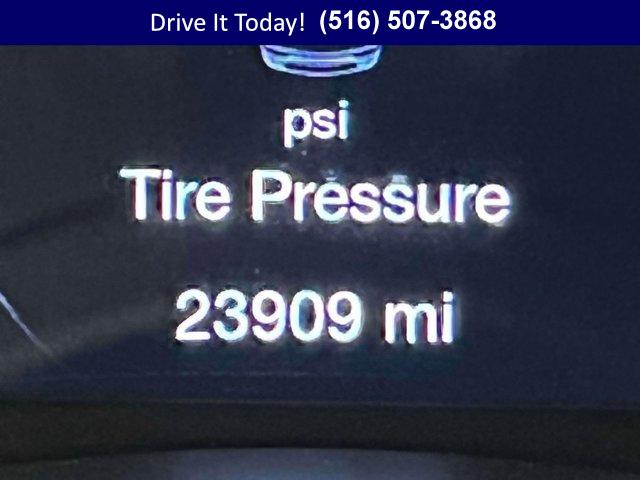 Drive It Today! (516) 507-3868
psi
Tire Pressure
23909 mi